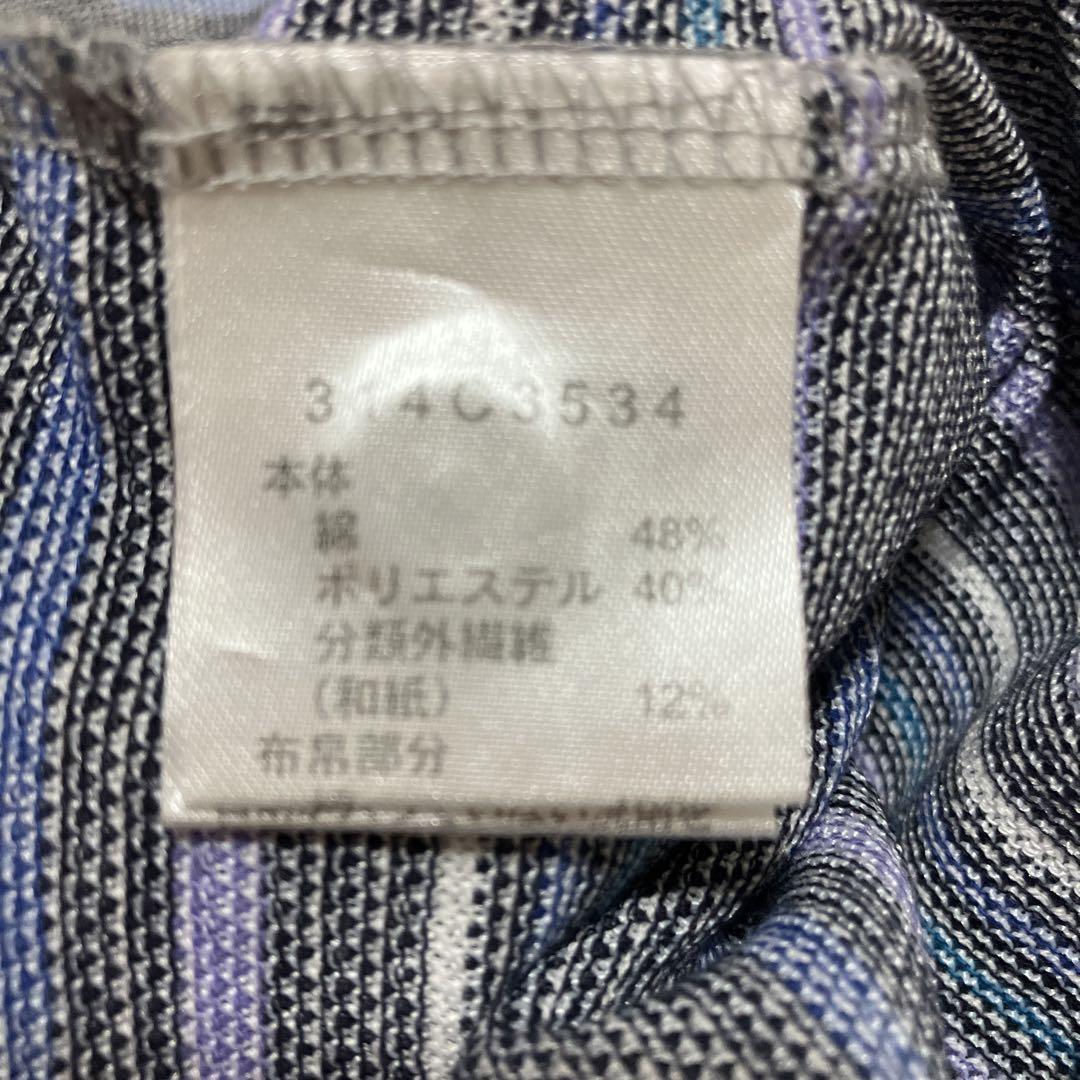 314C3534
本体
綿 48%
ポリエステル 40%
分類外繊維
(和紙) 12%
布帛部分